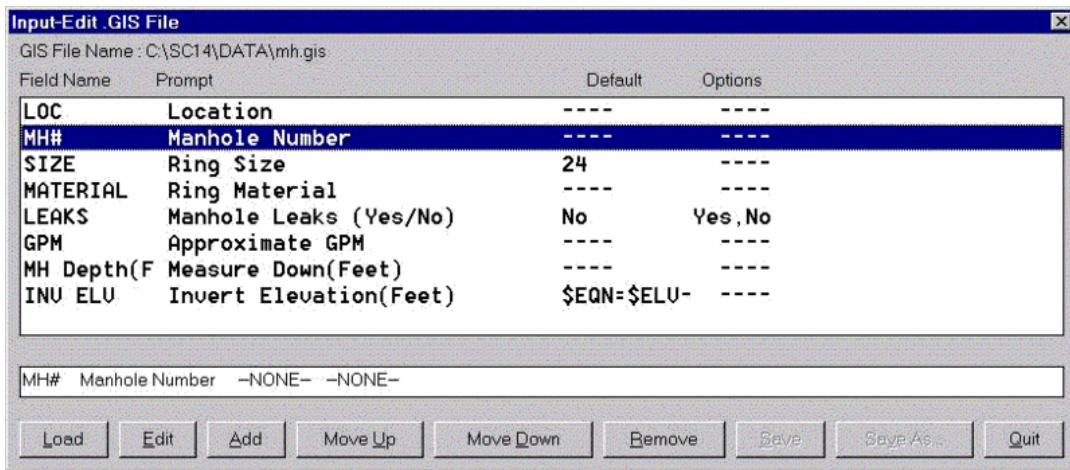 Input-Edit .GIS File
GIS File Name : C:\SC14\DATA\mh.gis
Field Name Prompt Default Options
LOC Location ---- ----
MH# Manhole Number ---- ----
SIZE Ring Size 24 ----
MATERIAL Ring Material ---- ----
LEAKS Manhole Leaks (Yes/No) No Yes,No
GPM Approximate GPM ---- ----
MH Depth(F Measure Down(Feet) ---- ----
INV ELV Invert Elevation(Feet) $EQN=$ELV- ----
MH# Manhole Number -NONE- -NONE-
Load Edit Add Move Up Move Down Remove Save Save As... Quit